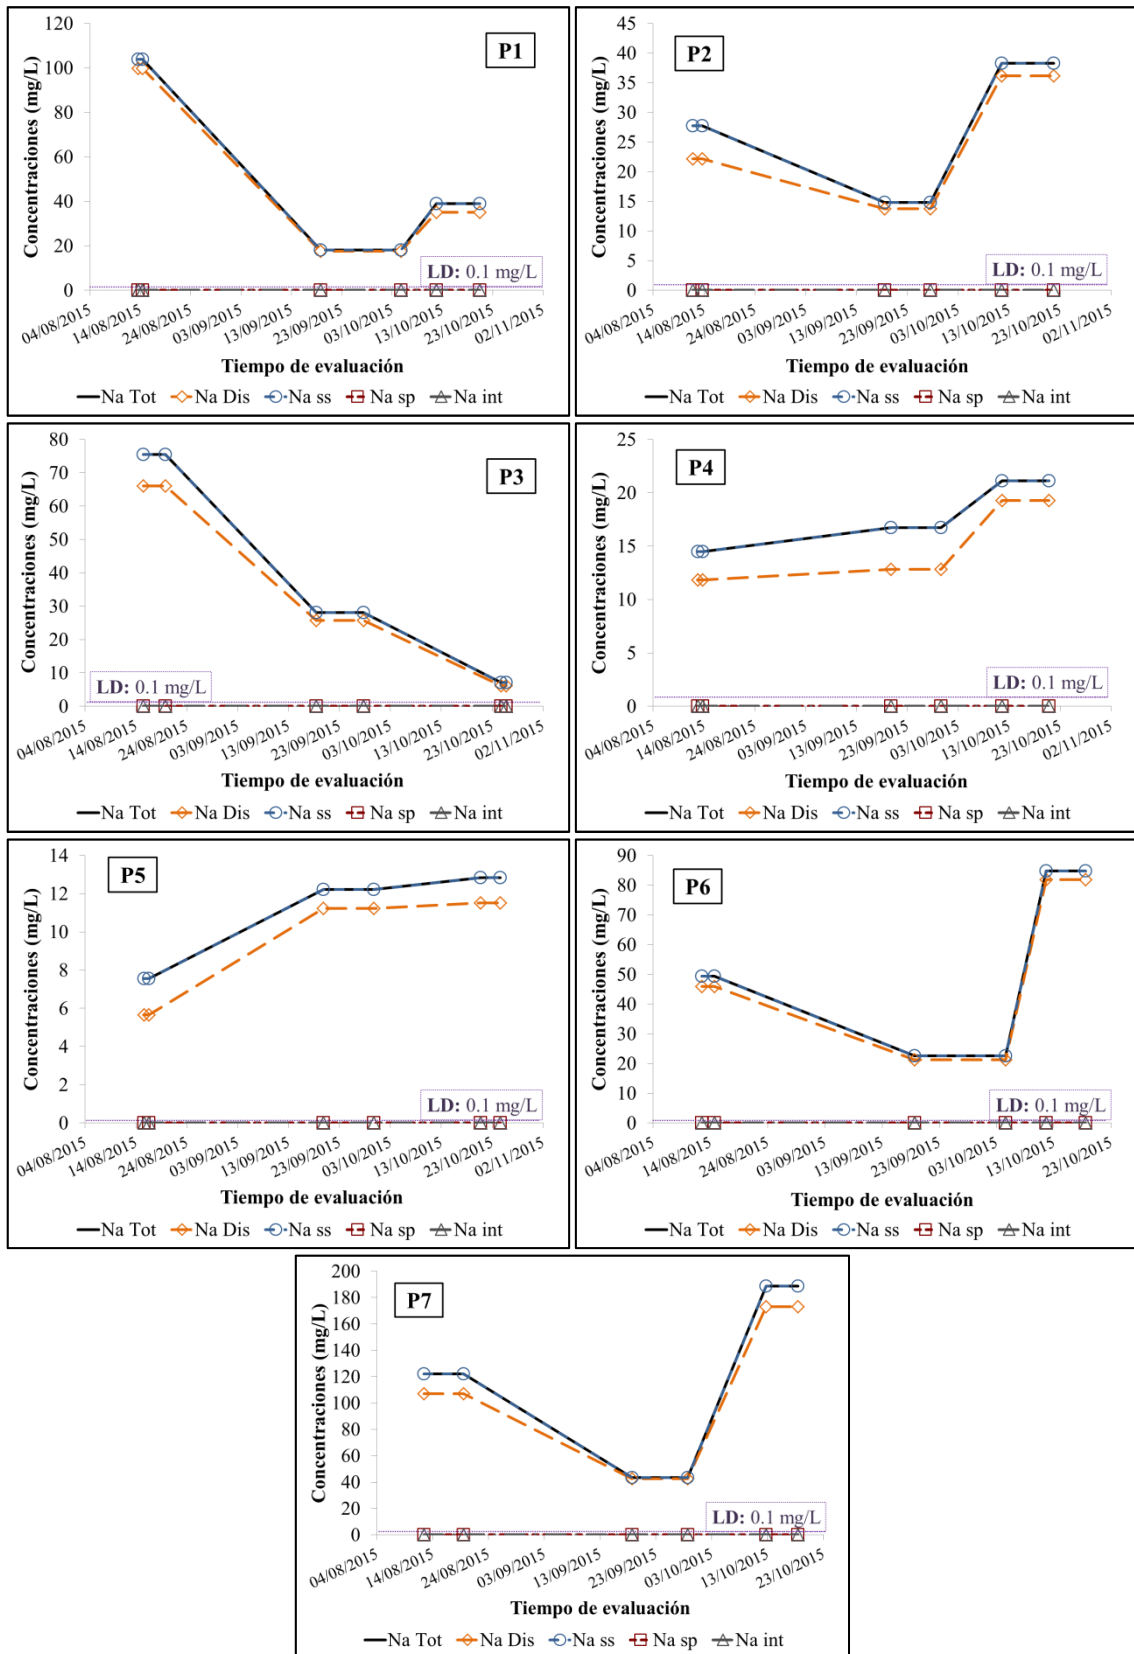 P1
Concentraciones (mg/L)
120
100
80
60
40
20
0
LD: 0.1 mg/L
04/08/2015 14/08/2015 24/08/2015 03/09/2015 13/09/2015 23/09/2015 03/10/2015 13/10/2015 23/10/2015 02/11/2015
Tiempo de evaluación
Na Tot Na Dis Na ss Na sp Na int
P2
Concentraciones (mg/L)
45
40
35
30
25
20
15
10
5
0
LD: 0.1 mg/L
04/08/2015 14/08/2015 24/08/2015 03/09/2015 13/09/2015 23/09/2015 03/10/2015 13/10/2015 23/10/2015 02/11/2015
Tiempo de evaluación
Na Tot Na Dis Na ss Na sp Na int
P3
Concentraciones (mg/L)
80
70
60
50
40
30
20
10
0
LD: 0.1 mg/L
04/08/2015 14/08/2015 24/08/2015 03/09/2015 13/09/2015 23/09/2015 03/10/2015 13/10/2015 23/10/2015 02/11/2015
Tiempo de evaluación
Na Tot Na Dis Na ss Na sp Na int
P4
Concentraciones (mg/L)
25
20
15
10
5
0
LD: 0.1 mg/L
04/08/2015 14/08/2015 24/08/2015 03/09/2015 13/09/2015 23/09/2015 03/10/2015 13/10/2015 23/10/2015 02/11/2015
Tiempo de evaluación
Na Tot Na Dis Na ss Na sp Na int
P5
Concentraciones (mg/L)
14
12
10
8
6
4
2
0
LD: 0.1 mg/L
04/08/2015 14/08/2015 24/08/2015 03/09/2015 13/09/2015 23/09/2015 03/10/2015 13/10/2015 23/10/2015 02/11/2015
Tiempo de evaluación
Na Tot Na Dis Na ss Na sp Na int
P6
Concentraciones (mg/L)
90
80
70
60
50
40
30
20
10
0
LD: 0.1 mg/L
04/08/2015 14/08/2015 24/08/2015 03/09/2015 13/09/2015 23/09/2015 03/10/2015 13/10/2015 23/10/2015
Tiempo de evaluación
Na Tot Na Dis Na ss Na sp Na int
P7
Concentraciones (mg/L)
200
180
160
140
120
100
80
60
40
20
0
LD: 0.1 mg/L
04/08/2015 14/08/2015 24/08/2015 03/09/2015 13/09/2015 23/09/2015 03/10/2015 13/10/2015 23/10/2015
Tiempo de evaluación
Na Tot Na Dis Na ss Na sp Na int